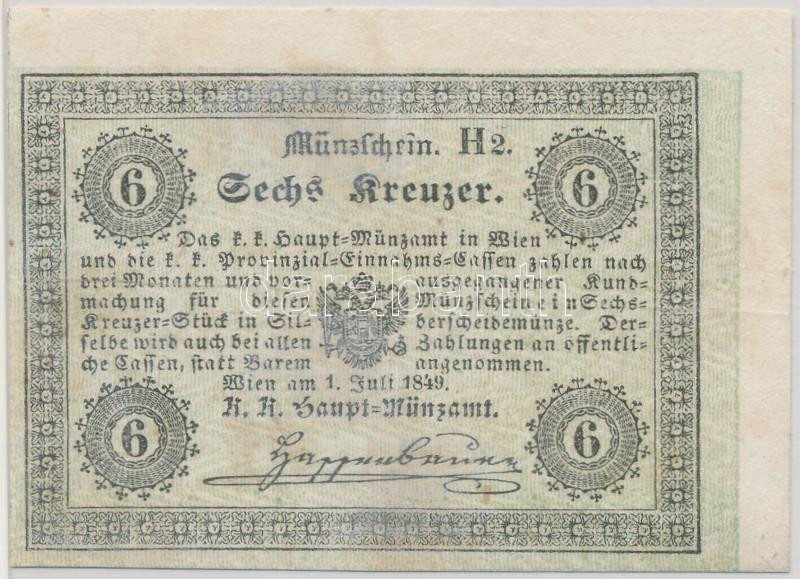 Münzschein. H2.
6 Sechs Kreuzer. 6
Das k. k. Haupt=Münzamt in Wien
und die k. k. Provinzial=Einnahms=Cassen zahlen nach
drei Monaten und vor= ausgegangener Kund=
machung für diesen Münzschein ein Sechs=
Kreuzer=Stück in Sil= berscheidemünze. Der=
selbe wird auch bei allen Zahlungen an öffentli=
che Cassen, statt Barem angenommen.
Wien am 1. Juli 1849.
6 K. K. Haupt=Münzamt. 6
Hassenbauer
darabanth